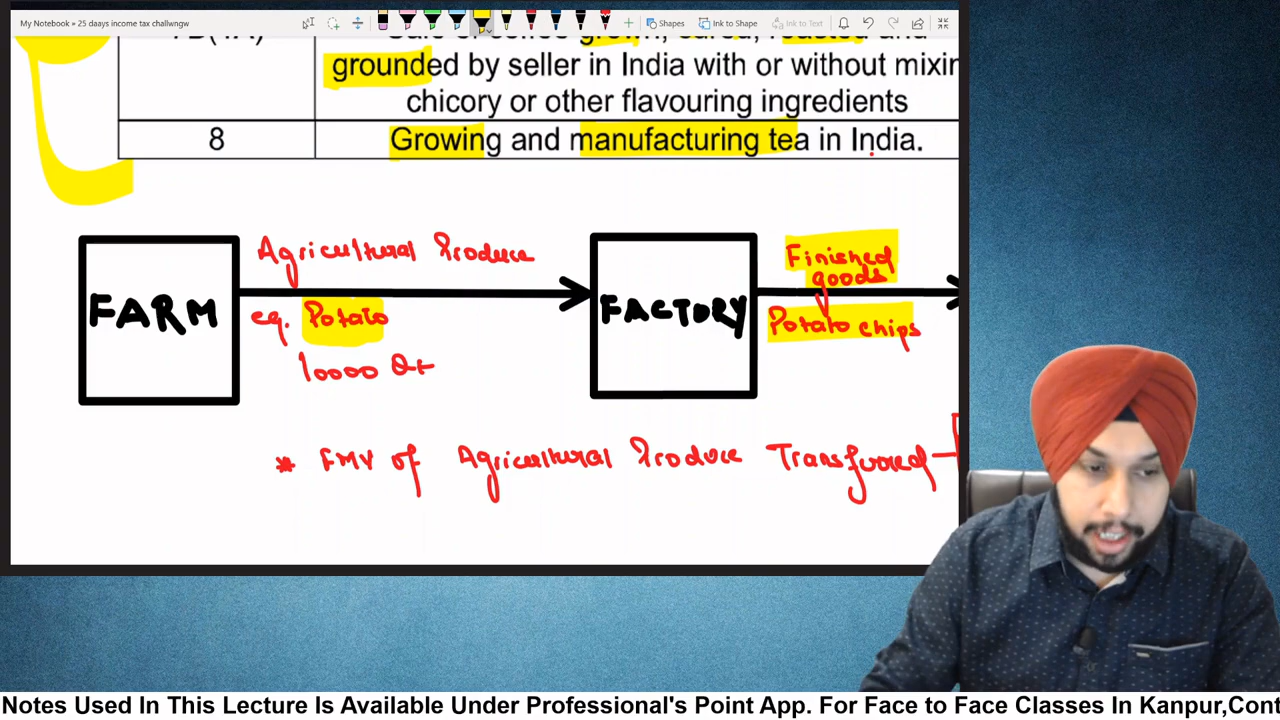 My Notebook » 25 daays income tax challwngw
Shapes
Ink to Shape
Ink to Text
grounded by seller in India with or without mixin
chicory or other flavouring ingredients
8 Growing and manufacturing tea in India.
Agricultural Produce
Finished
goods
FARM
FACTORY
eg. Potato
Potato chips
10000 Qt
* FMV of Agricultural Produce Transferred
Notes Used In This Lecture Is Available Under Professional's Point App. For Face to Face Classes In Kanpur,Cont